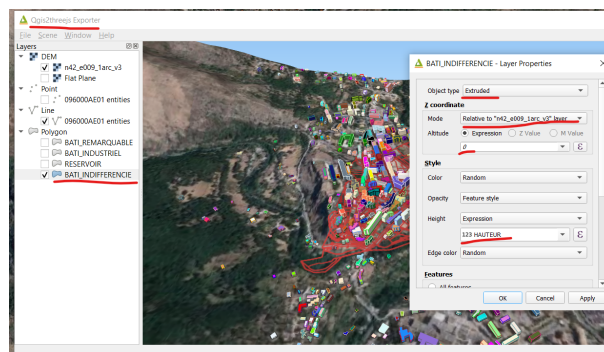 Qgis2threejs Exporter
File Scene Window Help
Layers
DEM
n42_e009_1arc_v3
Flat Plane
Point
096000AE01 entities
Line
096000AE01 entities
Polygon
BATI_REMARQUABLE
BATI_INDUSTRIEL
RESERVOIR
BATI_INDIFFERENCIE
BATI_INDIFFERENCIE - Layer Properties
Object type Extruded
Z coordinate
Mode Relative to "n42_e009_1arc_v3" layer
Altitude Expression Z Value M Value
0 ε
Style
Color Random
Opacity Feature style
Height Expression
123 HAUTEUR ε
Edge color Random
Features
All features
OK Cancel Apply